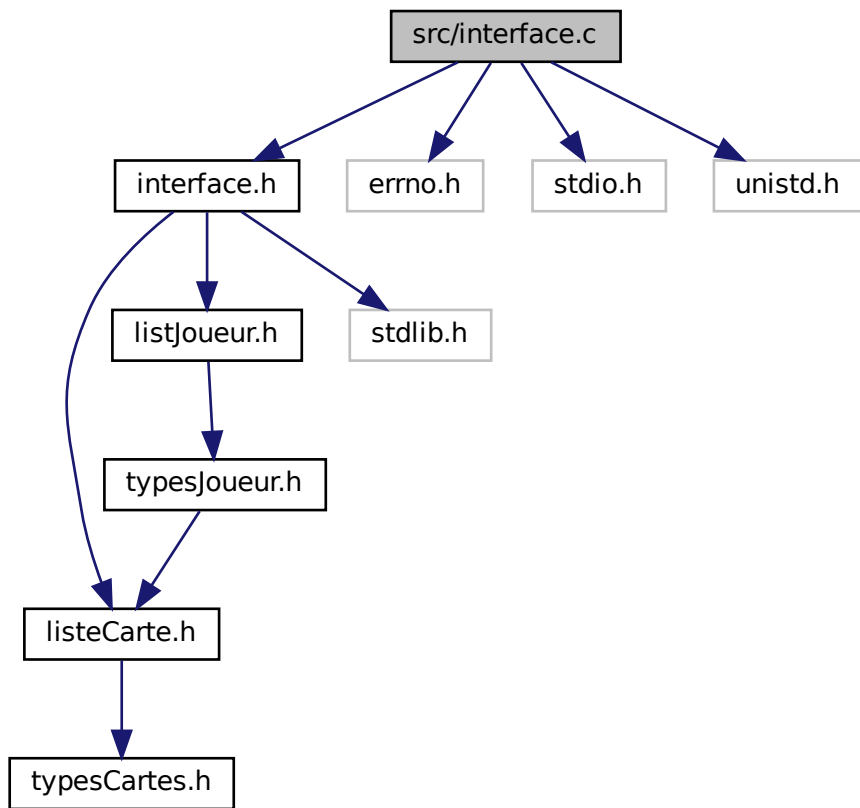 src/interface.c
interface.h
errno.h
stdio.h
unistd.h
listJoueur.h
stdlib.h
typesJoueur.h
listeCarte.h
typesCartes.h